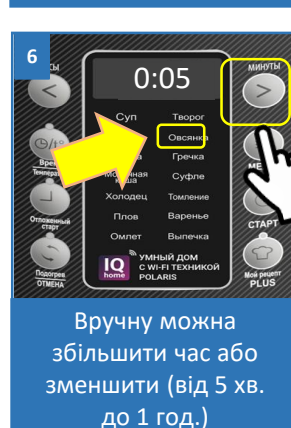 6
МИНУТЫ
0:05
Суп Творог
Овсянка
Гречка
каша Суфле
Холодец Томление
Плов Варенье
Омлет Выпечка
Отложенный
старт
СТАРТ
Подогрев
ОТМЕНА
Мой рецепт
PLUS
IQ
home
УМНЫЙ ДОМ
С WI-FI ТЕХНИКОЙ
POLARIS
Вручну можна
збільшити час або
зменшити (від 5 хв.
до 1 год.)